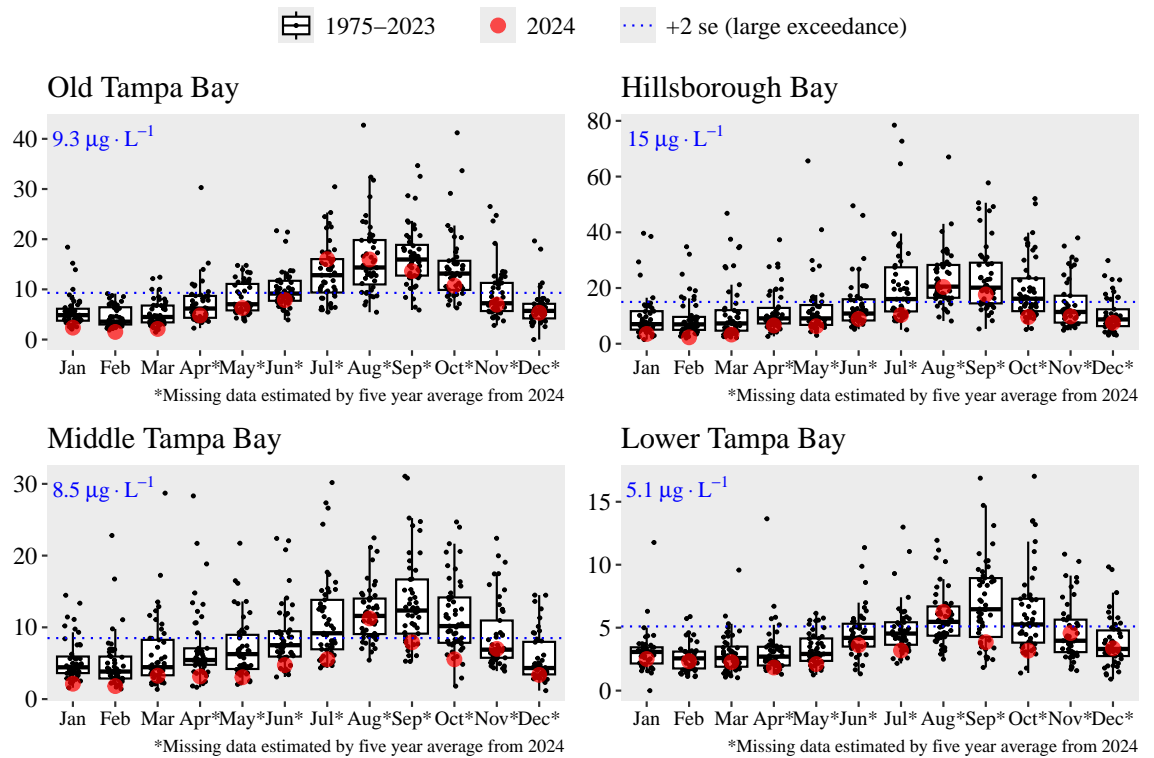 1975−2023 2024 +2 se (large exceedance)
Old Tampa Bay
9.3 μg · L−1
40
30
20
10
0
Jan Feb Mar Apr* May* Jun* Jul* Aug* Sep* Oct* Nov* Dec*
*Missing data estimated by five year average from 2024
Hillsborough Bay
15 μg · L−1
80
60
40
20
0
Jan Feb Mar Apr* May* Jun* Jul* Aug* Sep* Oct* Nov* Dec*
*Missing data estimated by five year average from 2024
Middle Tampa Bay
8.5 μg · L−1
30
20
10
0
Jan Feb Mar Apr* May* Jun* Jul* Aug* Sep* Oct* Nov* Dec*
*Missing data estimated by five year average from 2024
Lower Tampa Bay
5.1 μg · L−1
15
10
5
0
Jan Feb Mar Apr* May* Jun* Jul* Aug* Sep* Oct* Nov* Dec*
*Missing data estimated by five year average from 2024